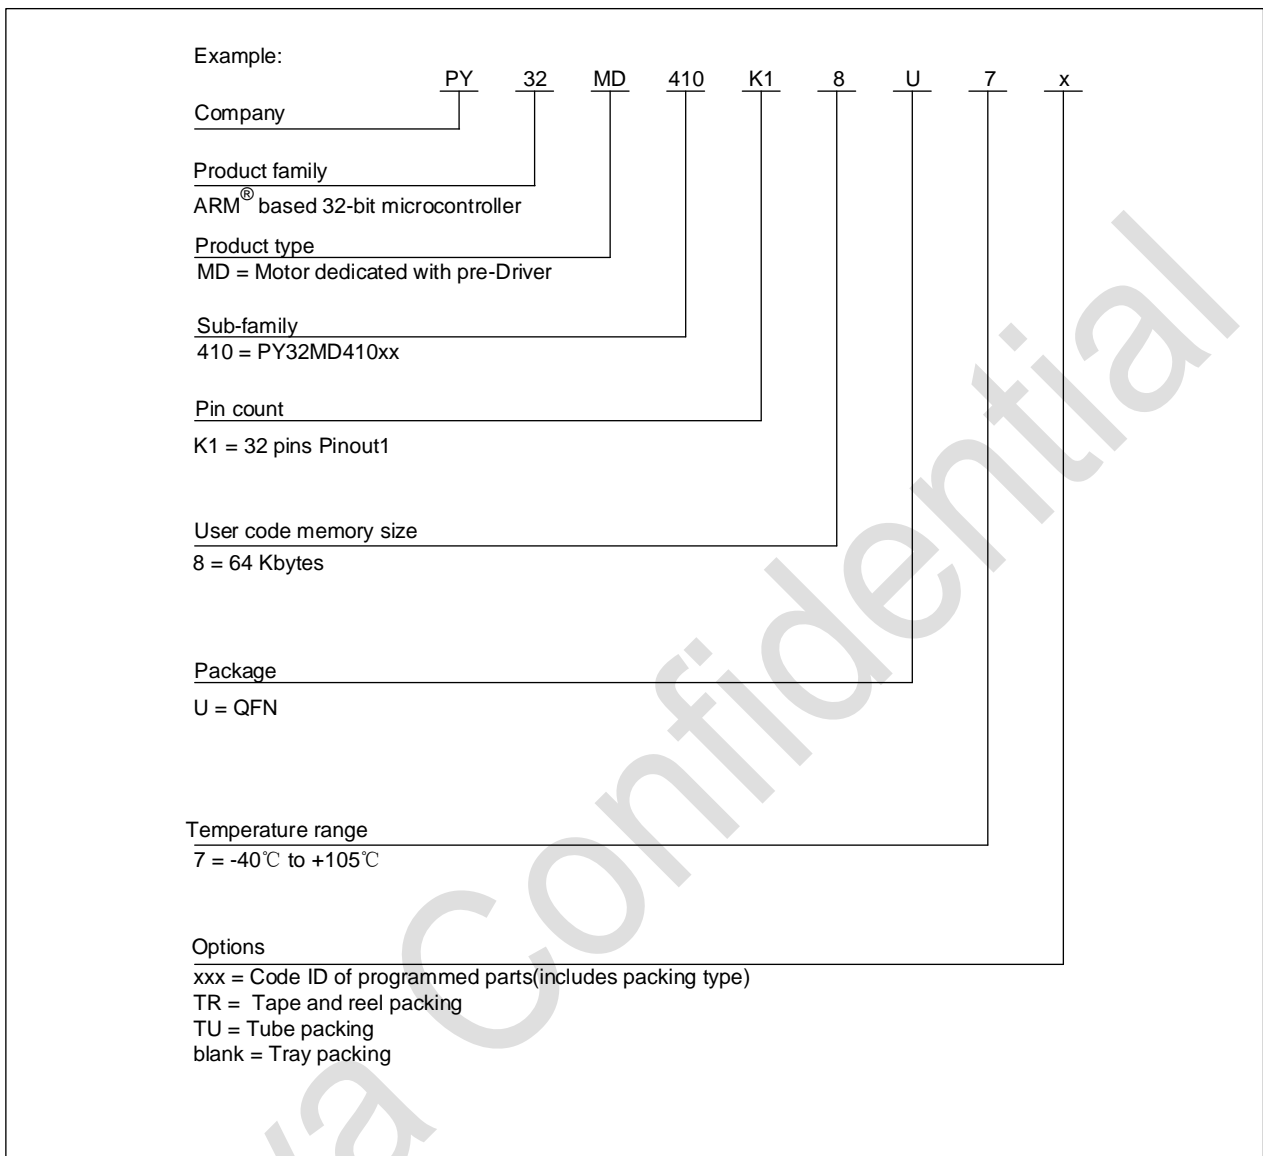 Example:
PY 32 MD 410 K1 8 U 7 x
Company
Product family
ARM® based 32-bit microcontroller
Product type
MD = Motor dedicated with pre-Driver
Sub-family
410 = PY32MD410xx
Pin count
K1 = 32 pins Pinout1
User code memory size
8 = 64 Kbytes
Package
U = QFN
Temperature range
7 = -40℃ to +105℃
Options
xxx = Code ID of programmed parts(includes packing type)
TR = Tape and reel packing
TU = Tube packing
blank = Tray packing
ya Confidential